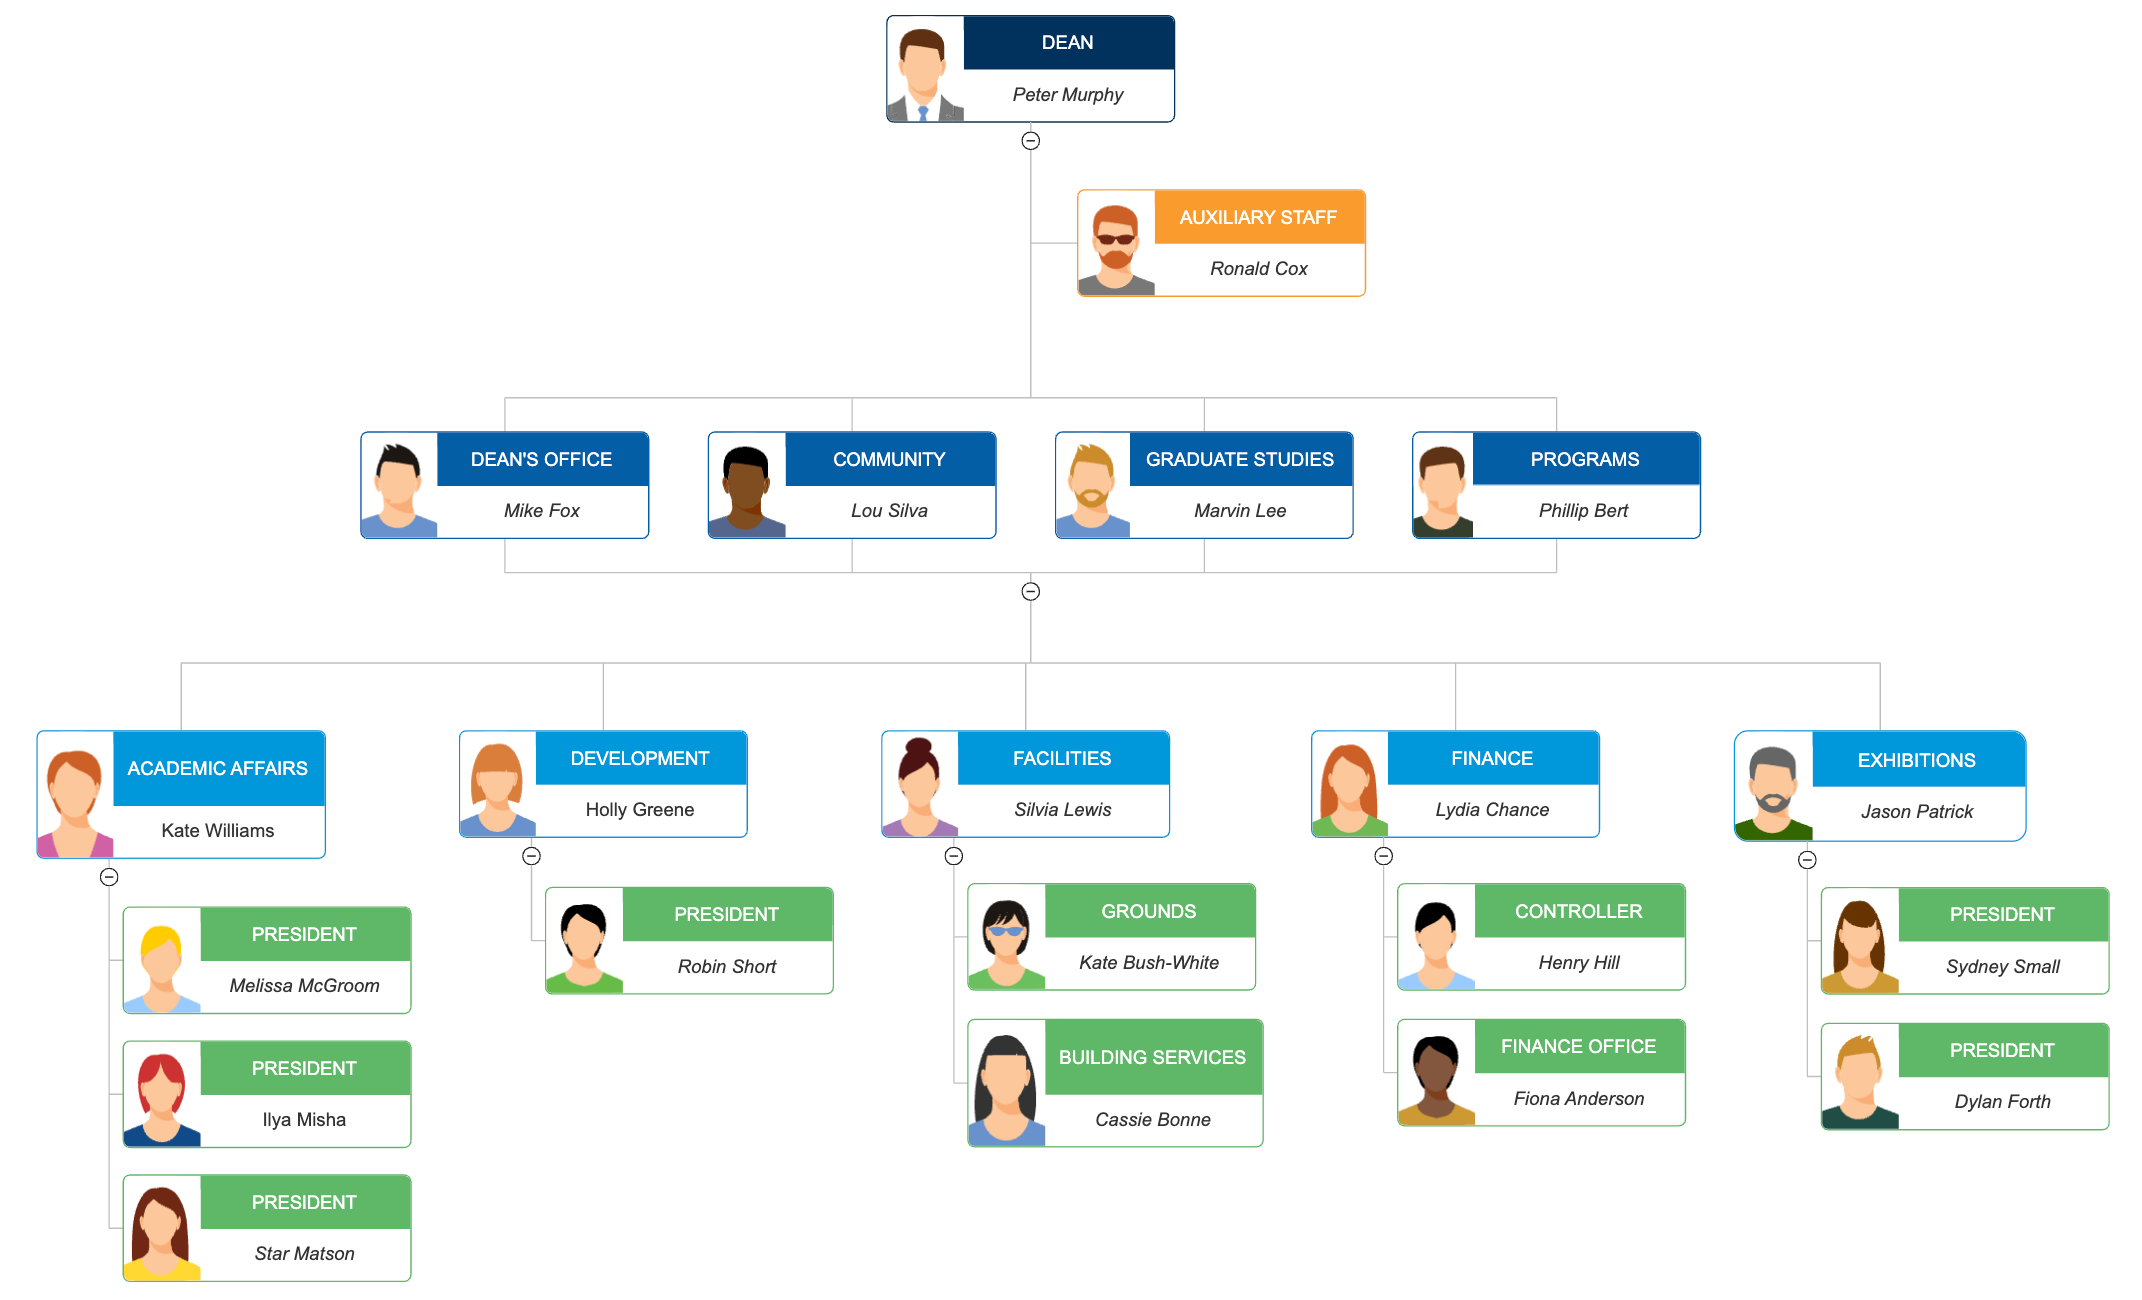 DEAN
Peter Murphy
AUXILIARY STAFF
Ronald Cox
DEAN'S OFFICE
Mike Fox
COMMUNITY
Lou Silva
GRADUATE STUDIES
Marvin Lee
PROGRAMS
Phillip Bert
ACADEMIC AFFAIRS
Kate Williams
PRESIDENT
Melissa McGroom
PRESIDENT
Ilya Misha
PRESIDENT
Star Matson
DEVELOPMENT
Holly Greene
PRESIDENT
Robin Short
FACILITIES
Silvia Lewis
GROUNDS
Kate Bush-White
BUILDING SERVICES
Cassie Bonne
FINANCE
Lydia Chance
CONTROLLER
Henry Hill
FINANCE OFFICE
Fiona Anderson
EXHIBITIONS
Jason Patrick
PRESIDENT
Sydney Small
PRESIDENT
Dylan Forth